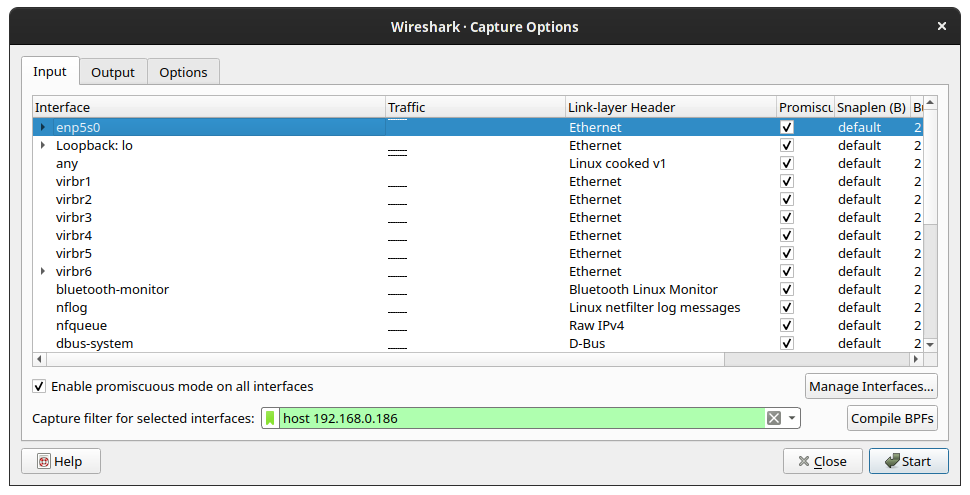 Wireshark · Capture Options
Input Output Options
Interface Traffic Link-layer Header Promiscu Snaplen (B) Bu
enp5s0 Ethernet default 2
Loopback: lo Ethernet default 2
any Linux cooked v1 default 2
virbr1 Ethernet default 2
virbr2 Ethernet default 2
virbr3 Ethernet default 2
virbr4 Ethernet default 2
virbr5 Ethernet default 2
virbr6 Ethernet default 2
bluetooth-monitor Bluetooth Linux Monitor default 2
nflog Linux netfilter log messages default 2
nfqueue Raw IPv4 default 2
dbus-system D-Bus default 2
Enable promiscuous mode on all interfaces Manage Interfaces...
Capture filter for selected interfaces: host 192.168.0.186 Compile BPFs
Help Close Start